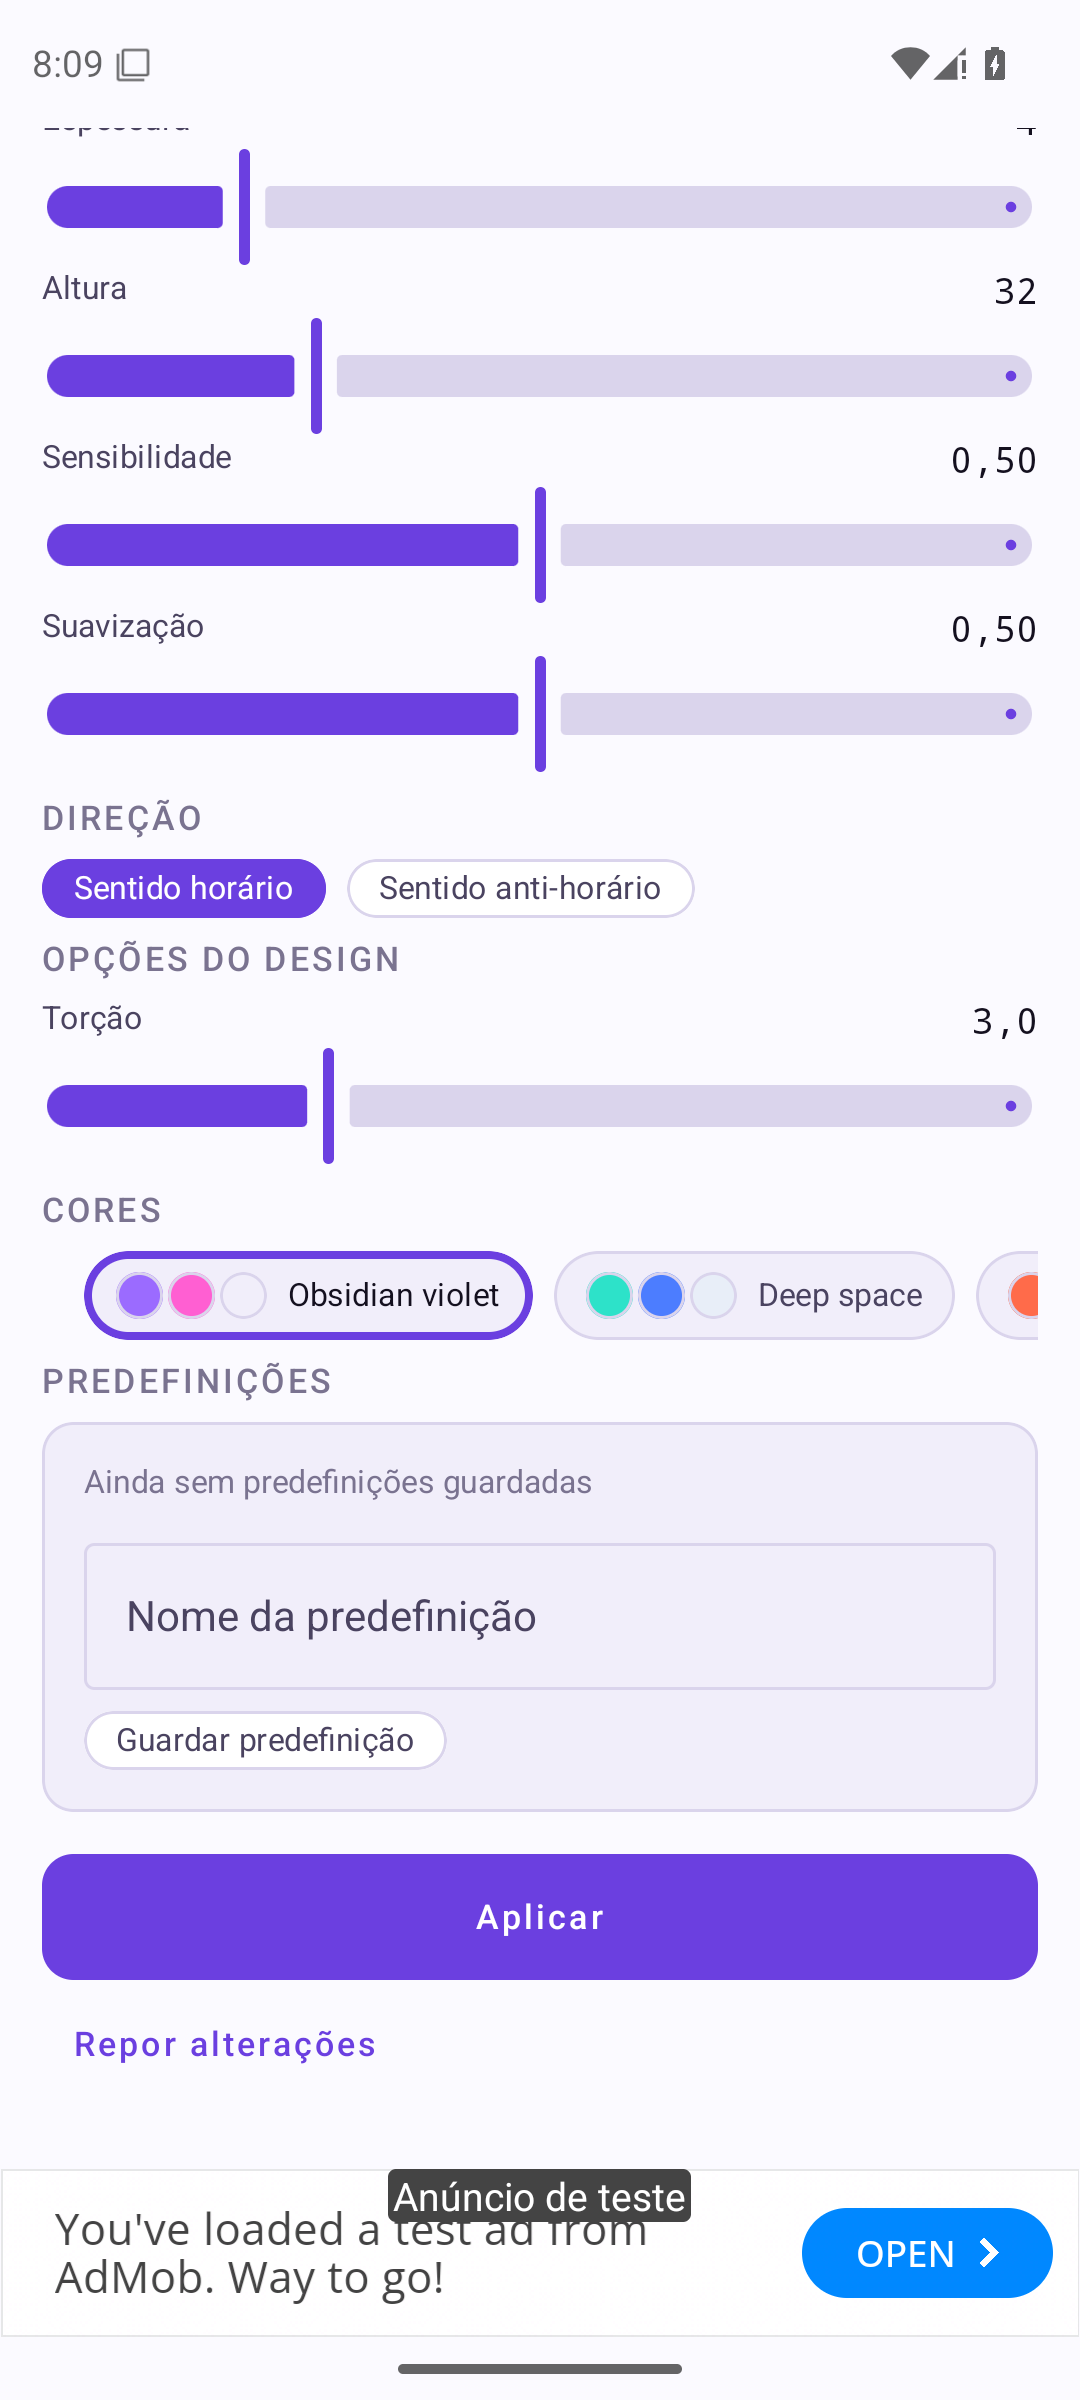 8:09
Altura
32
Sensibilidade
0,50
Suavização
0,50
DIREÇÃO
Sentido horário
Sentido anti-horário
OPÇÕES DO DESIGN
Torção
3,0
CORES
Obsidian violet
Deep space
PREDEFINIÇÕES
Ainda sem predefinições guardadas
Nome da predefinição
Guardar predefinição
Aplicar
Repor alterações
Anúncio de teste
You've loaded a test ad from
AdMob. Way to go!
OPEN